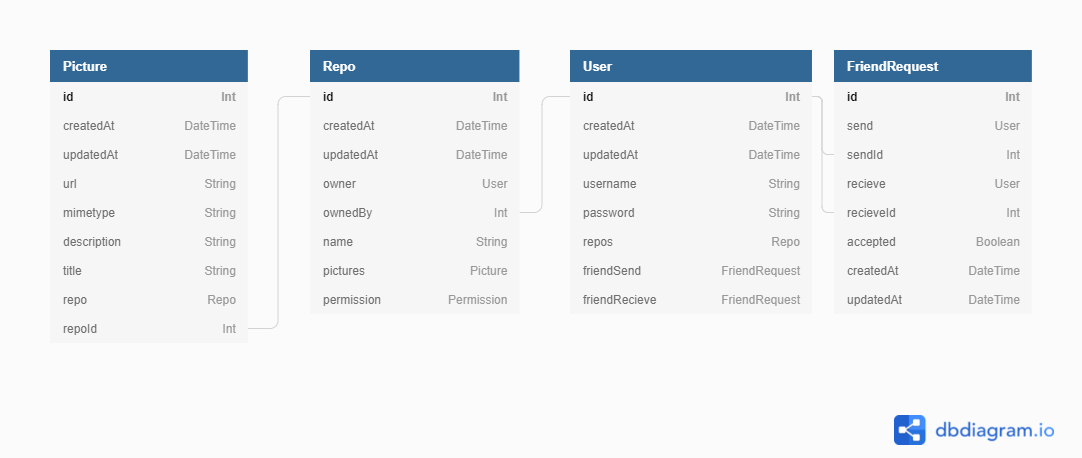 Picture
id Int
createdAt DateTime
updatedAt DateTime
url String
mimetype String
description String
title String
repo Repo
repoId Int
Repo
id Int
createdAt DateTime
updatedAt DateTime
owner User
ownedBy Int
name String
pictures Picture
permission Permission
User
id Int
createdAt DateTime
updatedAt DateTime
username String
password String
repos Repo
friendSend FriendRequest
friendRecieve FriendRequest
FriendRequest
id Int
send User
sendId Int
recieve User
recieveId Int
accepted Boolean
createdAt DateTime
updatedAt DateTime
dbdiagram.io